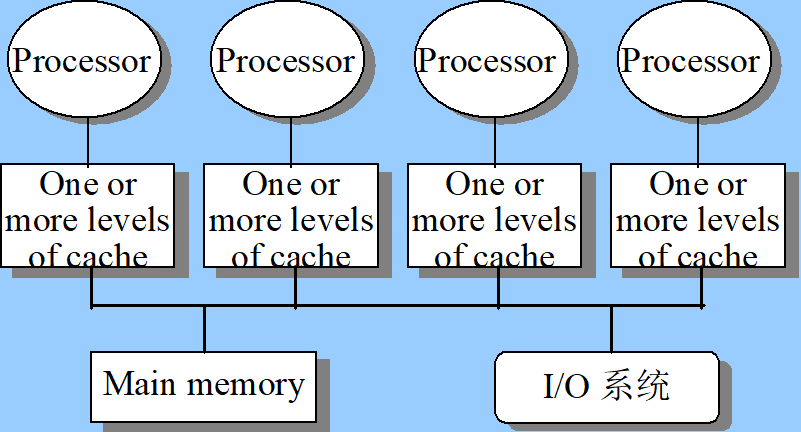 Processor
Processor
Processor
Processor
One or
more levels
of cache
One or
more levels
of cache
One or
more levels
of cache
One or
more levels
of cache
Main memory
I/O 系统